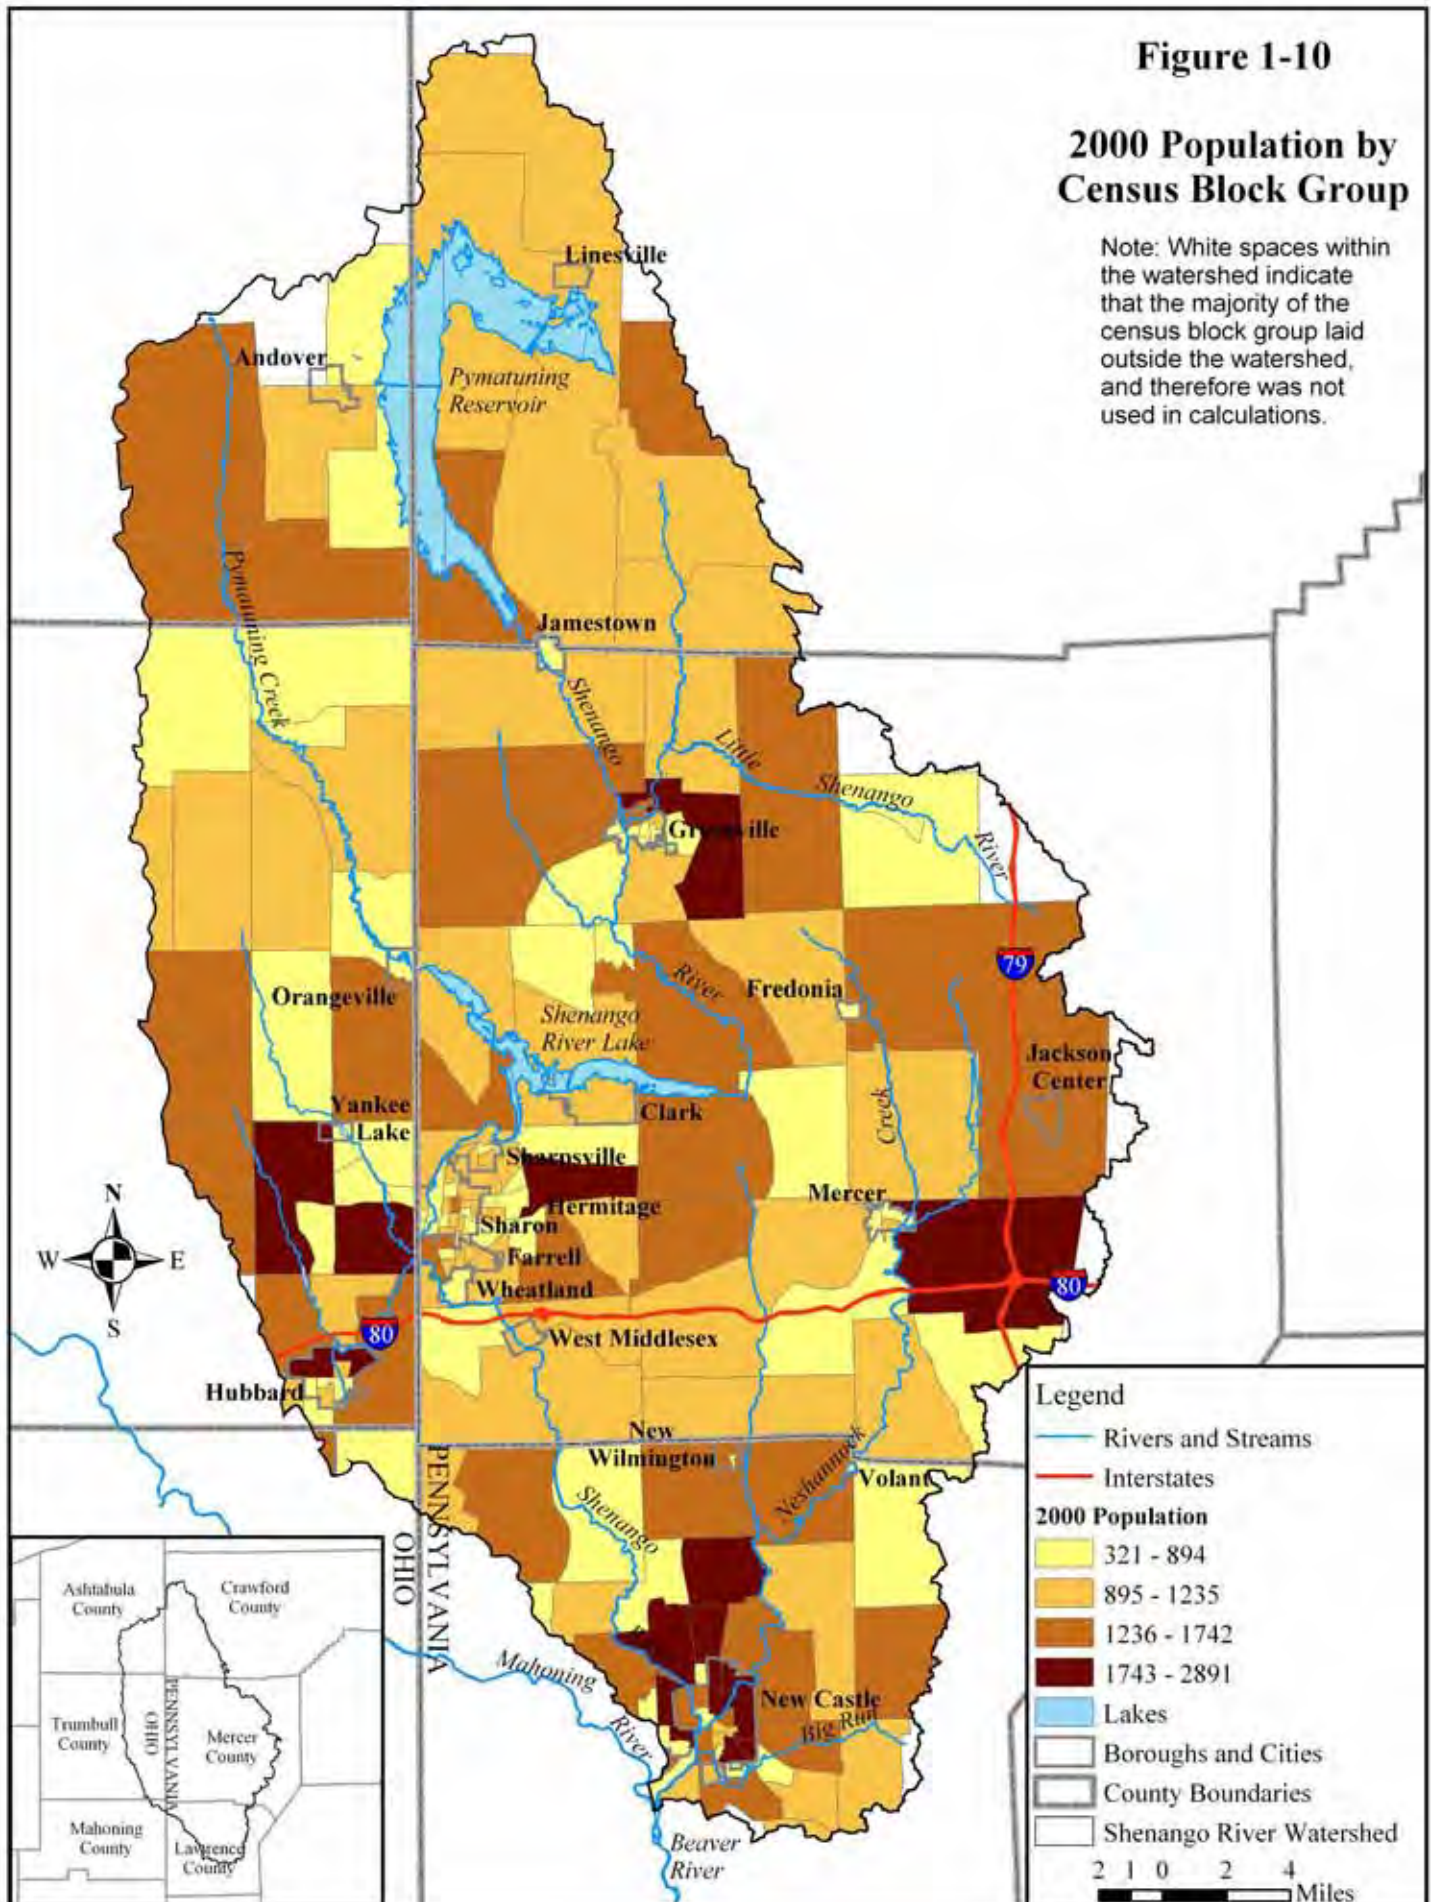 Figure 1-10
2000 Population by
Census Block Group
Note: White spaces within
the watershed indicate
that the majority of the
census block group laid
outside the watershed,
and therefore was not
used in calculations.
Linesville
Andover
Pymatuning
Reservoir
Pymatuning Creek
Jamestown
Shenango
Little
Shenango
River
Greenville
79
River
Fredonia
Orangeville
Shenango
River Lake
Jackson
Center
Clark
Creek
Yankee
Lake
Sharpsville
Hermitage
Mercer
Sharon
Farrell
Wheatland
N
W
E
S
80
80
West Middlesex
Hubbard
New
Wilmington
Neshannock
Volant
Shenango
PENNSYLVANIA
OHIO
Mahoning
River
New Castle
Big Run
Beaver
River
Legend
Rivers and Streams
Interstates
2000 Population
321 - 894
895 - 1235
1236 - 1742
1743 - 2891
Lakes
Boroughs and Cities
County Boundaries
Shenango River Watershed
2 1 0 2 4
Miles
Ashtabula
County
Crawford
County
Trumbull
County
OHIO
PENNSYLVANIA
Mercer
County
Mahoning
County
Lawrence
County